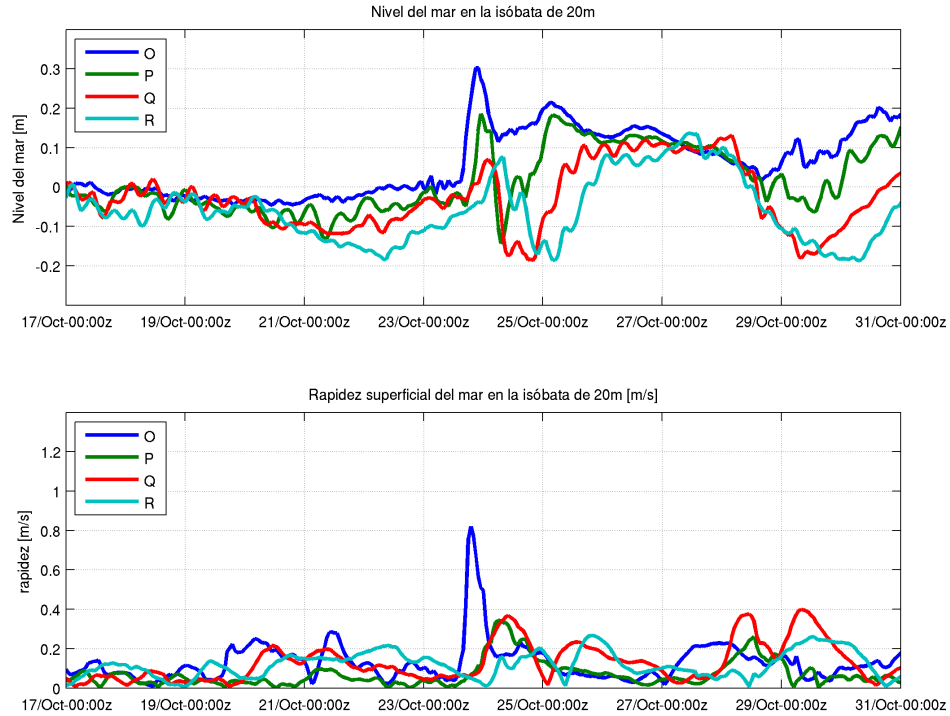 Nivel del mar en la isóbata de 20m
Nivel del mar [m]
0.3
0.2
0.1
0
-0.1
-0.2
O
P
Q
R
17/Oct-00:00z 19/Oct-00:00z 21/Oct-00:00z 23/Oct-00:00z 25/Oct-00:00z 27/Oct-00:00z 29/Oct-00:00z 31/Oct-00:00z
Rapidez superficial del mar en la isóbata de 20m [m/s]
rapidez [m/s]
1.2
1
0.8
0.6
0.4
0.2
0
O
P
Q
R
17/Oct-00:00z 19/Oct-00:00z 21/Oct-00:00z 23/Oct-00:00z 25/Oct-00:00z 27/Oct-00:00z 29/Oct-00:00z 31/Oct-00:00z